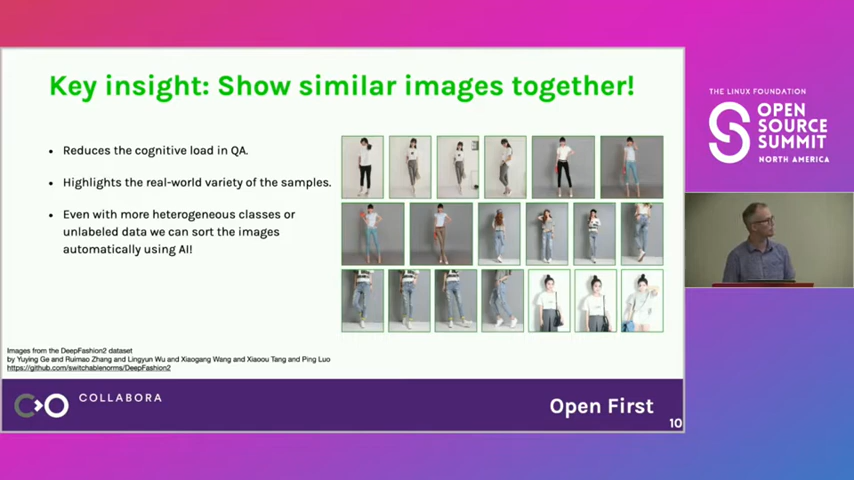 Key insight: Show similar images together!
• Reduces the cognitive load in QA.
• Highlights the real-world variety of the samples.
• Even with more heterogeneous classes or
unlabeled data we can sort the images
automatically using AI!
Images from the DeepFashion2 dataset
by Yuying Ge and Ruimao Zhang and Lingyun Wu and Xiaogang Wang and Xiaoou Tang and Ping Luo
https://github.com/switchablenorms/DeepFashion2
COLLABORA
Open First
10
THE LINUX FOUNDATION
OPEN
SOURCE
SUMMIT
NORTH AMERICA